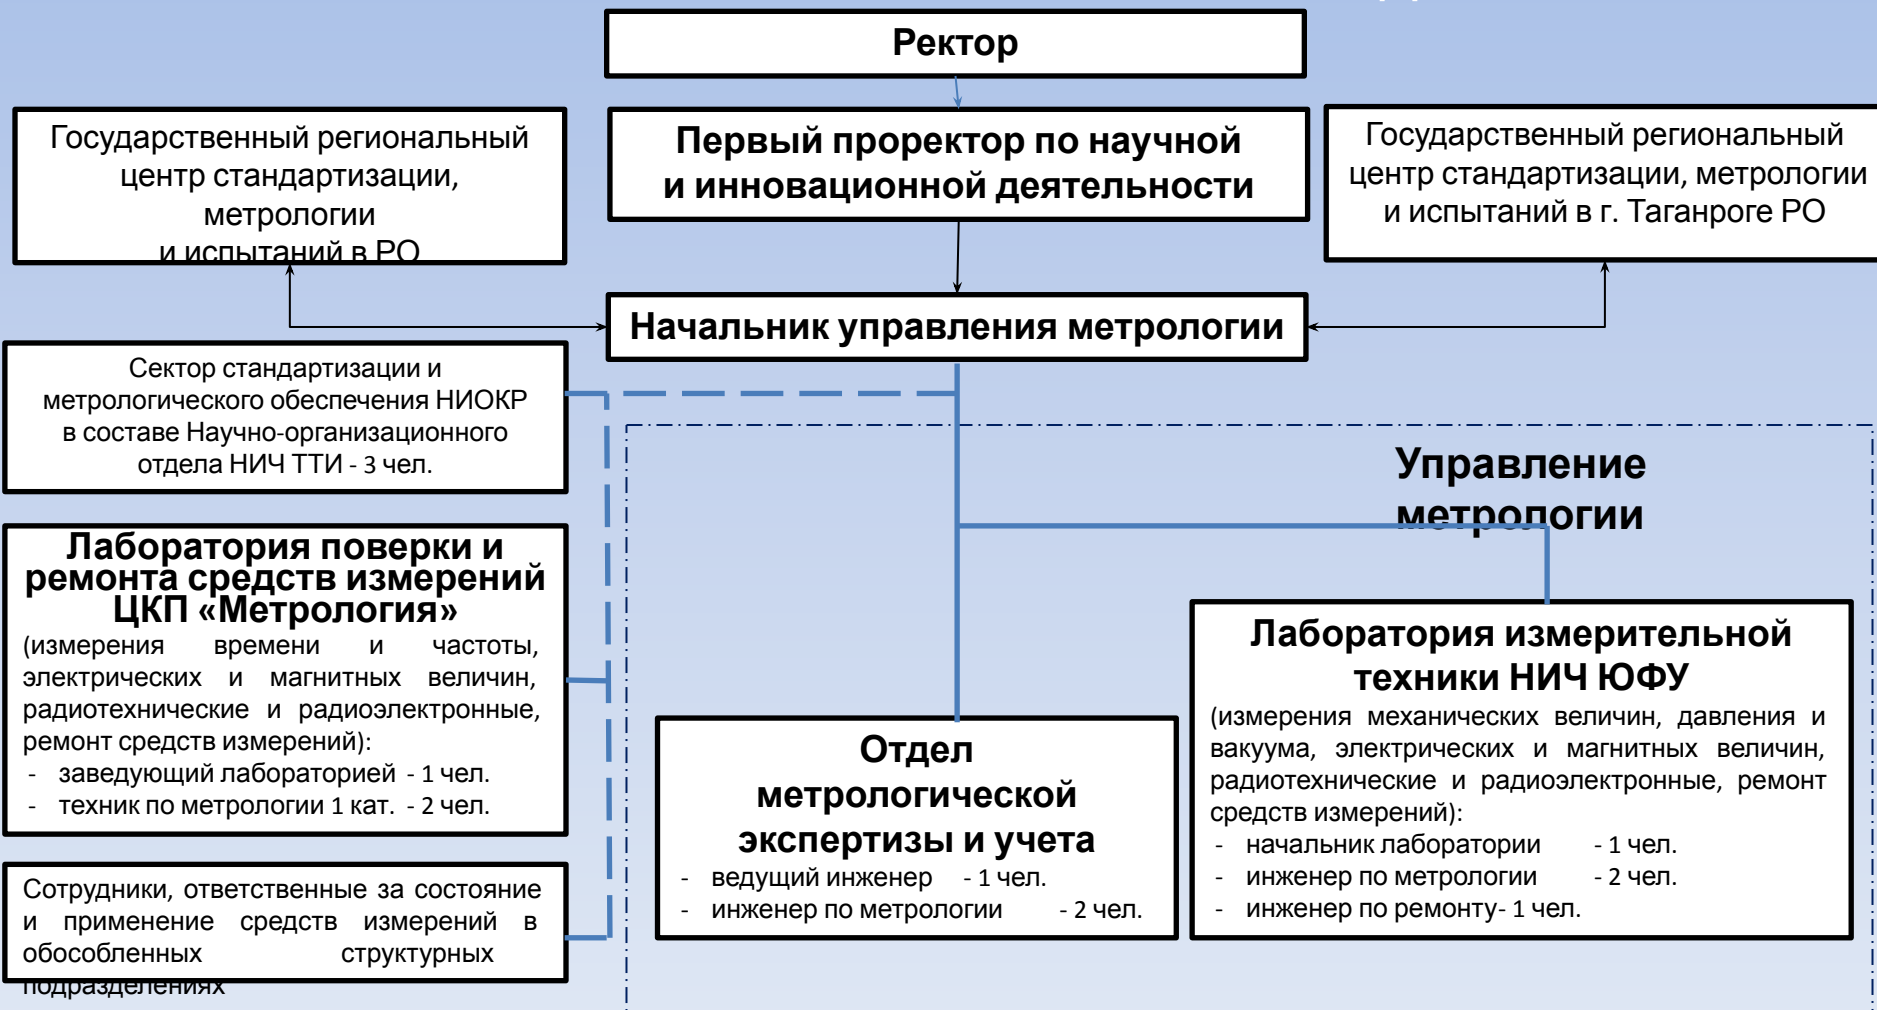 Ректор
Государственный региональный
центр стандартизации,
метрологии
и испытаний в РО
Первый проректор по научной
и инновационной деятельности
Государственный региональный
центр стандартизации, метрологии
и испытаний в г. Таганроге РО
Начальник управления метрологии
Сектор стандартизации и
метрологического обеспечения НИОКР
в составе Научно-организационного
отдела НИЧ ТТИ - 3 чел.
Управление
метрологии
Лаборатория поверки и
ремонта средств измерений
ЦКП «Метрология»
(измерения времени и частоты,
электрических и магнитных величин,
радиотехнические и радиоэлектронные,
ремонт средств измерений):
- заведующий лабораторией - 1 чел.
- техник по метрологии 1 кат. - 2 чел.
Лаборатория измерительной
техники НИЧ ЮФУ
(измерения механических величин, давления и
вакуума, электрических и магнитных величин,
радиотехнические и радиоэлектронные, ремонт
средств измерений):
- начальник лаборатории - 1 чел.
- инженер по метрологии - 2 чел.
- инженер по ремонту- 1 чел.
Отдел
метрологической
экспертизы и учета
- ведущий инженер - 1 чел.
- инженер по метрологии - 2 чел.
Сотрудники, ответственные за состояние
и применение средств измерений в
обособленных структурных
подразделениях